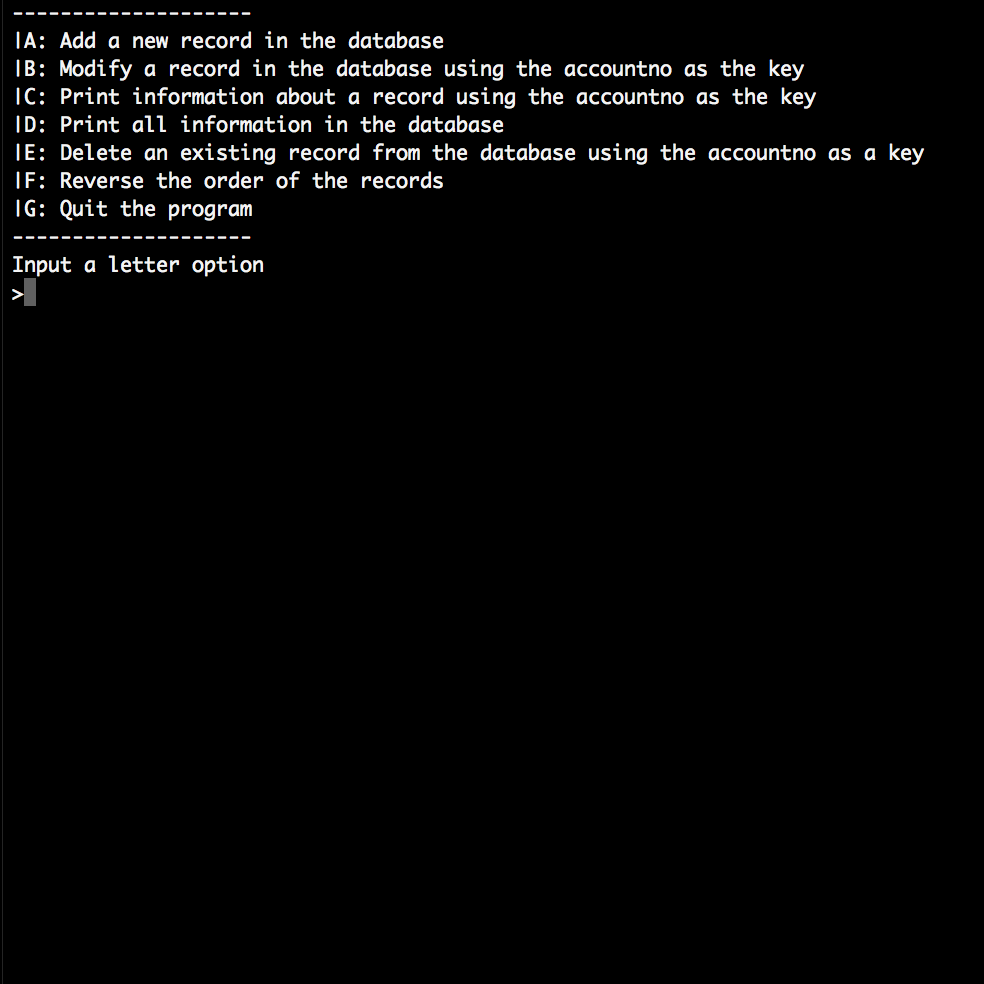 --------------------
|A: Add a new record in the database
|B: Modify a record in the database using the accountno as the key
|C: Print information about a record using the accountno as the key
|D: Print all information in the database
|E: Delete an existing record from the database using the accountno as a key
|F: Reverse the order of the records
|G: Quit the program
--------------------
Input a letter option
>